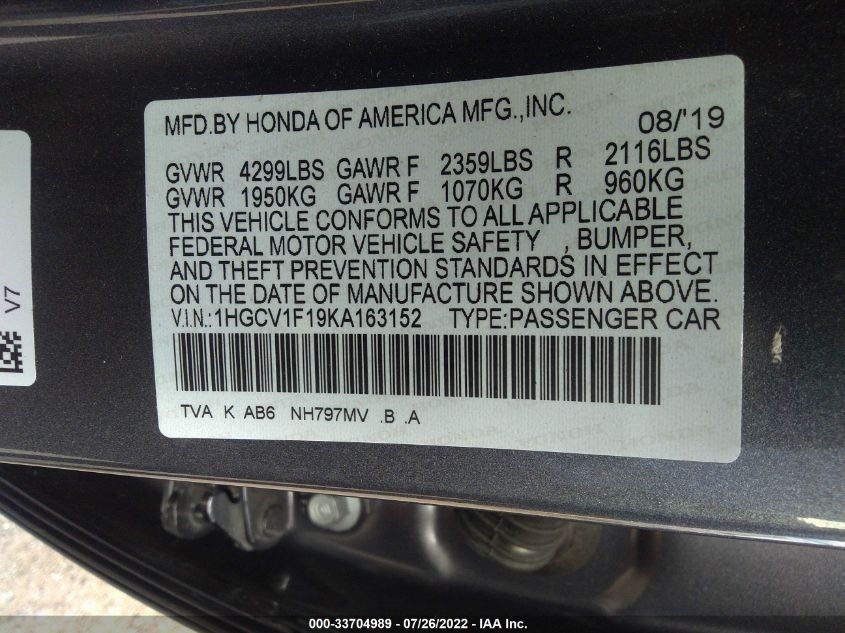 MFD.BY HONDA OF AMERICA MFG.,INC. 08/'19
GVWR 4299LBS GAWR F 2359LBS R 2116LBS
GVWR 1950KG GAWR F 1070KG R 960KG
THIS VEHICLE CONFORMS TO ALL APPLICABLE
FEDERAL MOTOR VEHICLE SAFETY , BUMPER,
AND THEFT PREVENTION STANDARDS IN EFFECT
ON THE DATE OF MANUFACTURE SHOWN ABOVE.
V.I.N.:1HGCV1F19KA163152 TYPE:PASSENGER CAR
TVA K AB6 NH797MV .B .A
V7
000-33704989 - 07/26/2022 - IAA Inc.